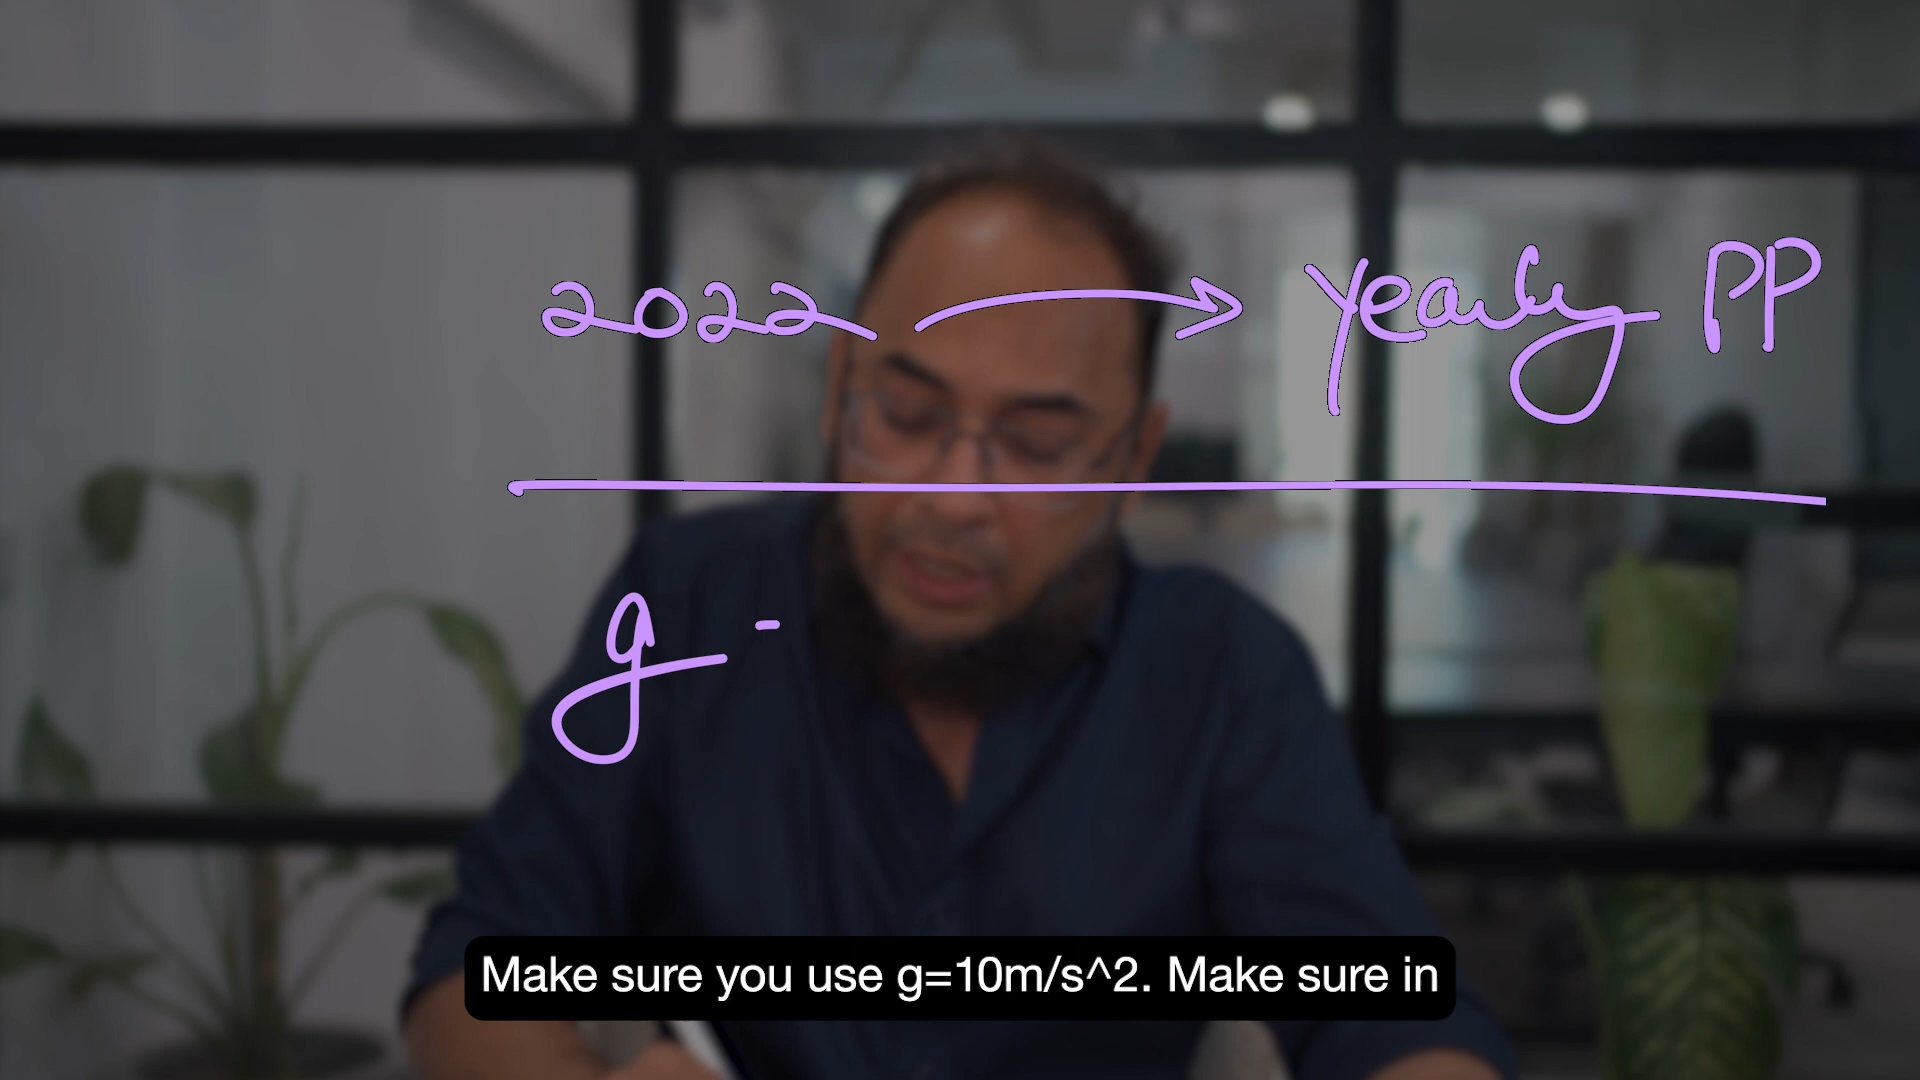 2022 → Yearly PP
g -
Make sure you use g=10m/s^2. Make sure in